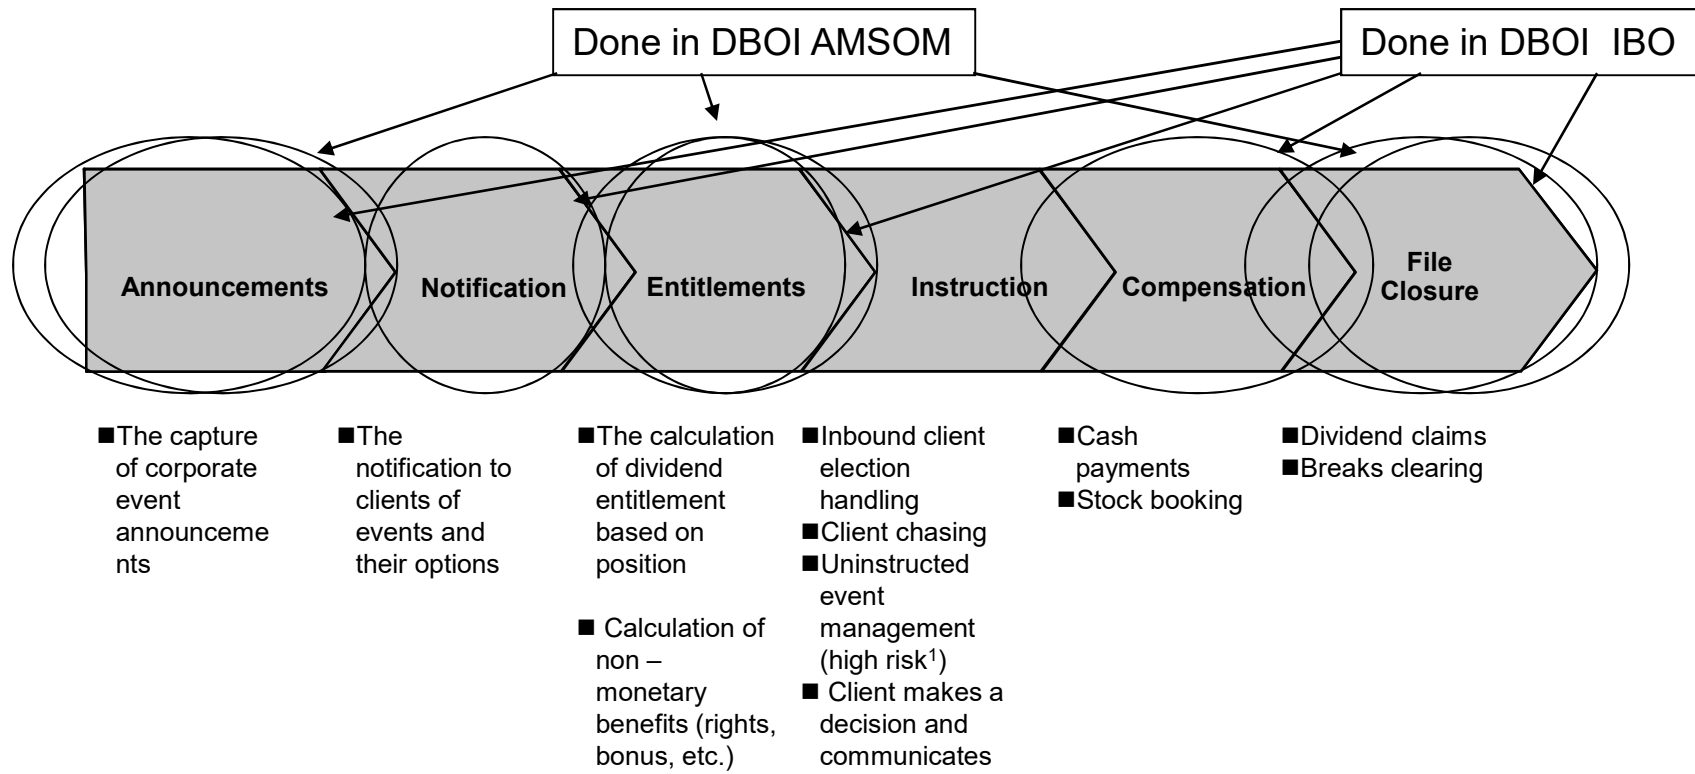 Done in DBOI AMSOM
Done in DBOI IBO
Announcements
Notification
Entitlements
Instruction
Compensation
File
Closure
■The capture
of corporate
event
announceme
nts
■The
notification to
clients of
events and
their options
■The calculation
of dividend
entitlement
based on
position
■ Calculation of
non –
monetary
benefits (rights,
bonus, etc.)
■Inbound client
election
handling
■Client chasing
■Uninstructed
event
management
(high risk¹)
■ Client makes a
decision and
communicates
■Cash
payments
■Stock booking
■Dividend claims
■Breaks clearing